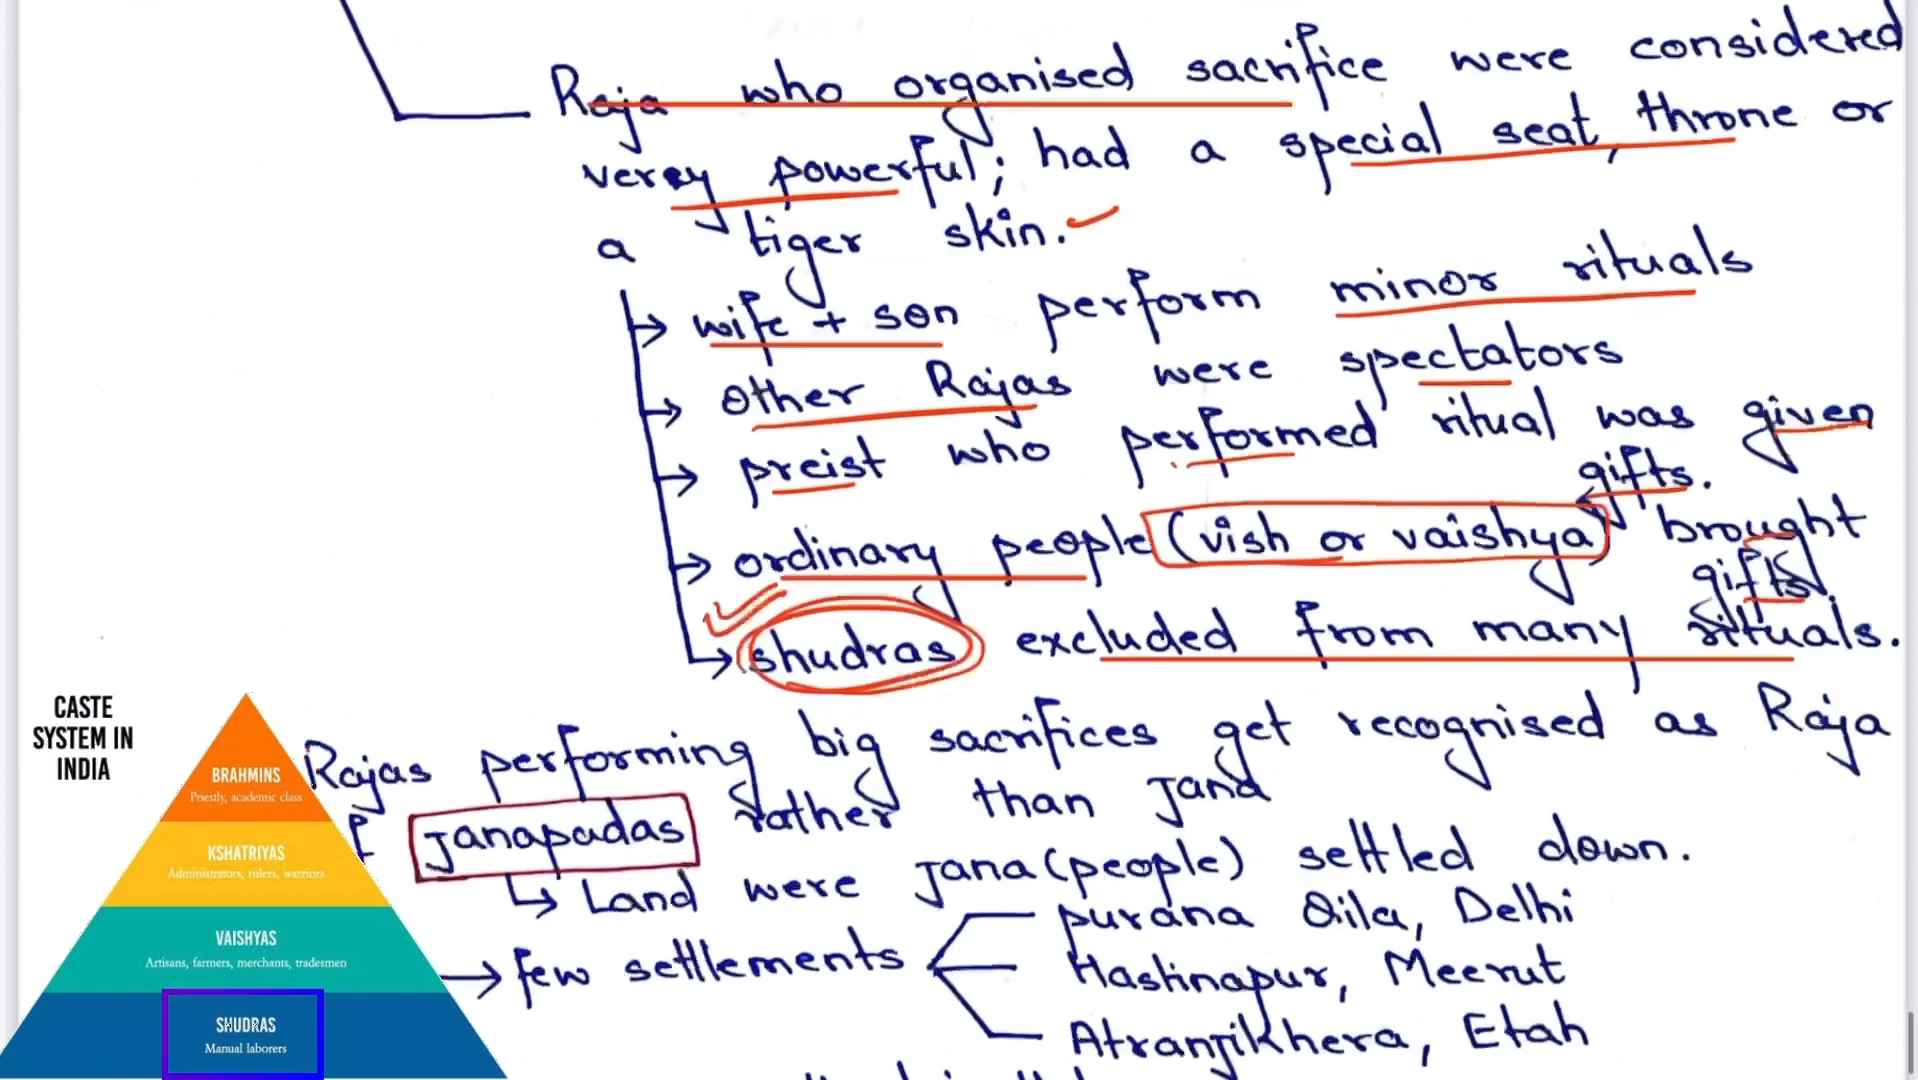 Raja who organised sacrifice were considered
very powerful; had a special seat, throne or
a tiger skin.
→ wife + son perform minor rituals
→ other Rajas were spectators
→ preist who performed ritual was given
gifts.
→ ordinary people (vish or vaishya) brought
gifts.
→ shudras excluded from many rituals.
Rajas performing big sacrifices get recognised as Raja
Janapadas rather than Jana
↳ Land were Jana (people) settled down.
→ few settlements
purana Qila, Delhi
Hastinapur, Meerut
Atranjikhera, Etah
CASTE
SYSTEM IN
INDIA
BRAHMINS
Priestly, academic class
KSHATRIYAS
Administrators, rulers, warriors
VAISHYAS
Artisans, farmers, merchants, tradesmen
SHUDRAS
Manual laborers